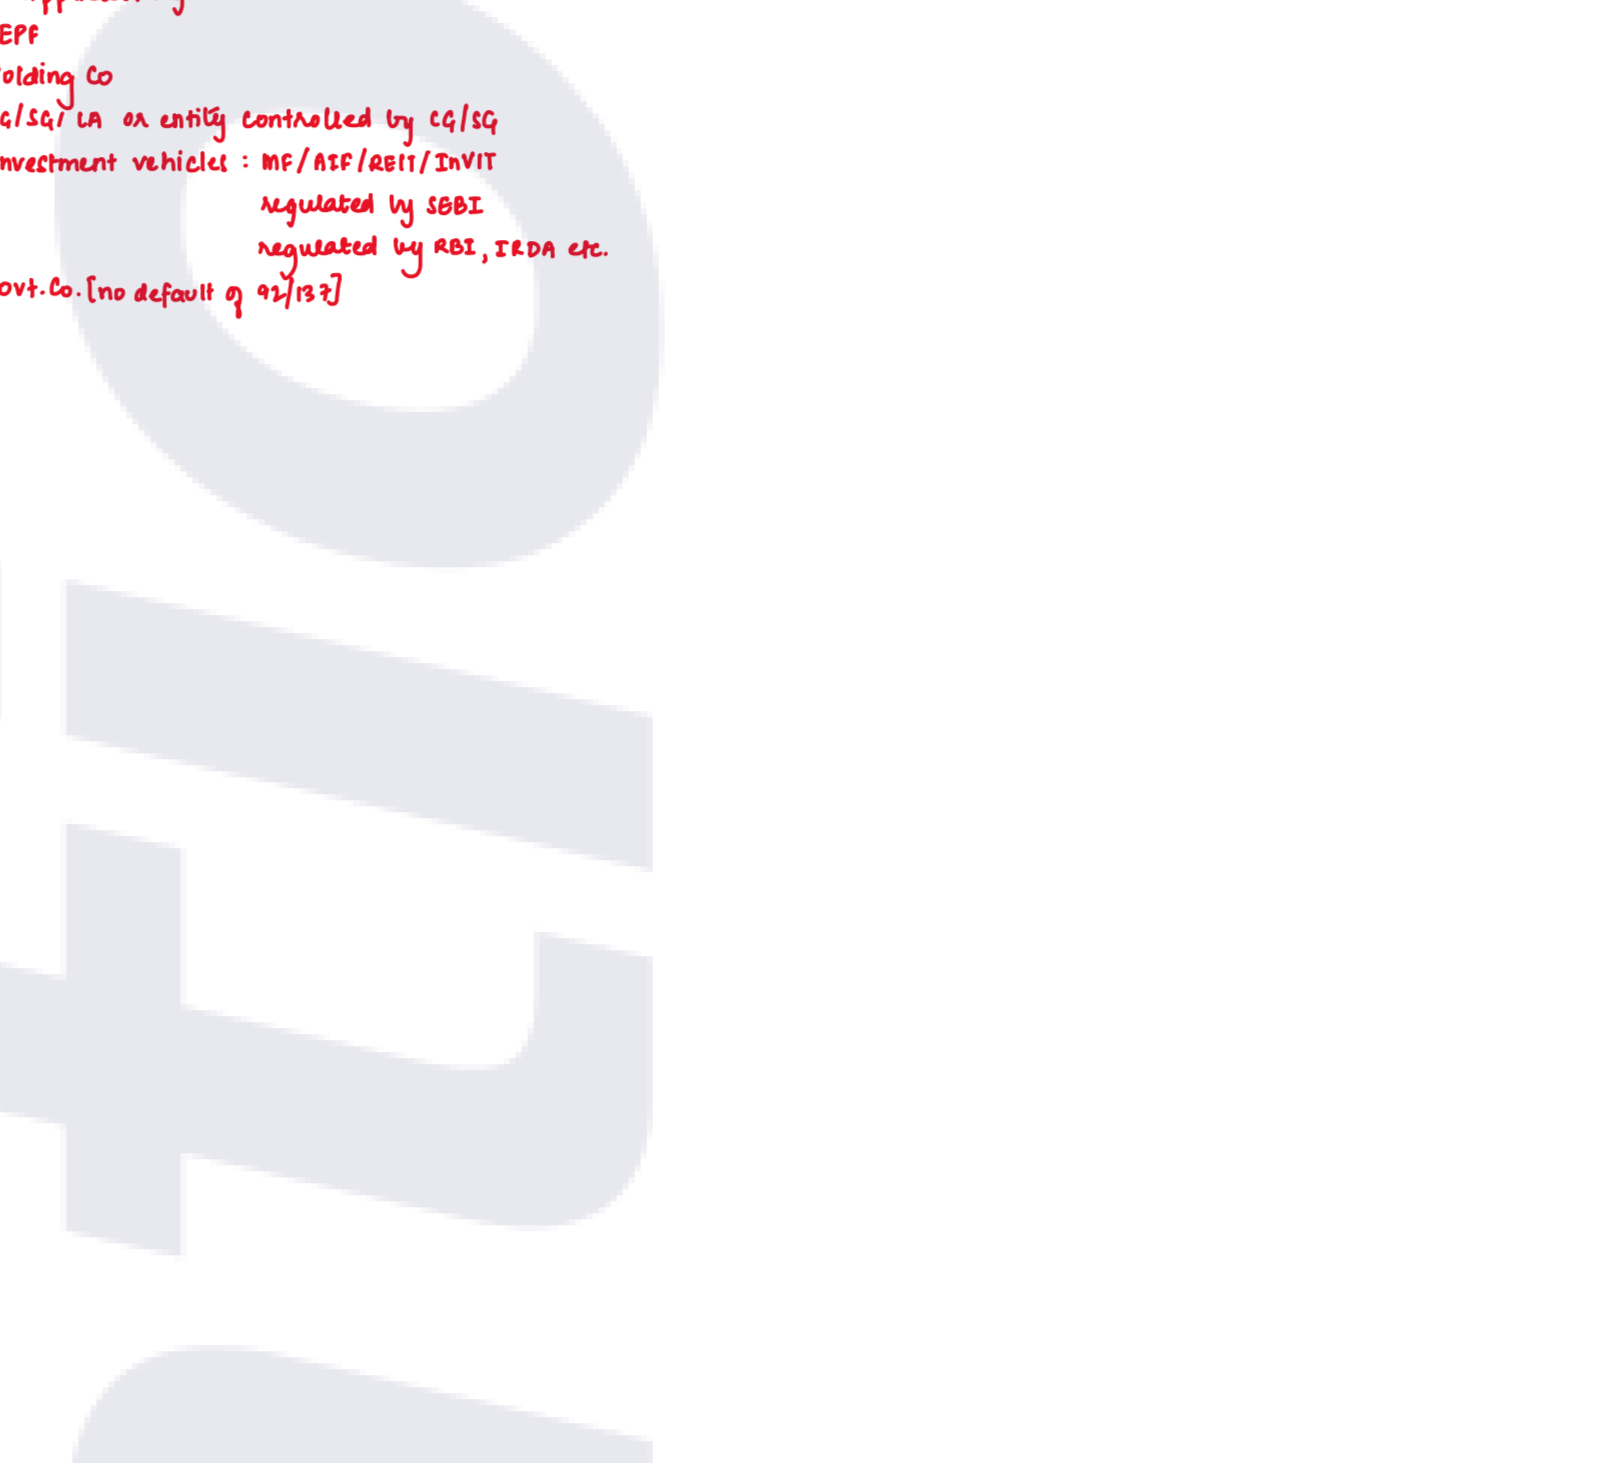 EPF
olding Co
G/SG/ LA or entity controlled by CG/SG
nvestment vehicles : MF/AIF/REIT/InVIT
regulated by SEBI
regulated by RBI, IRDA etc.
ovt.Co.[no default of 92/137]
tio